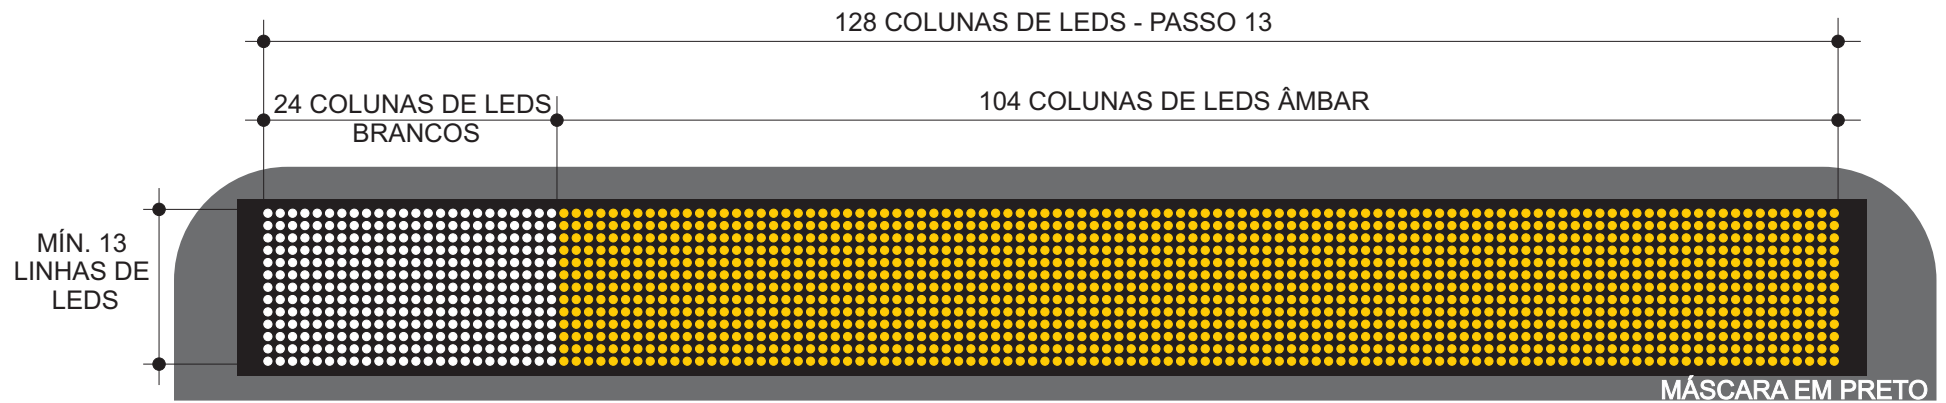 128 COLUNAS DE LEDS - PASSO 13
24 COLUNAS DE LEDS
BRANCOS
104 COLUNAS DE LEDS ÂMBAR
MÍN. 13
LINHAS DE
LEDS
MÁSCARA EM PRETO